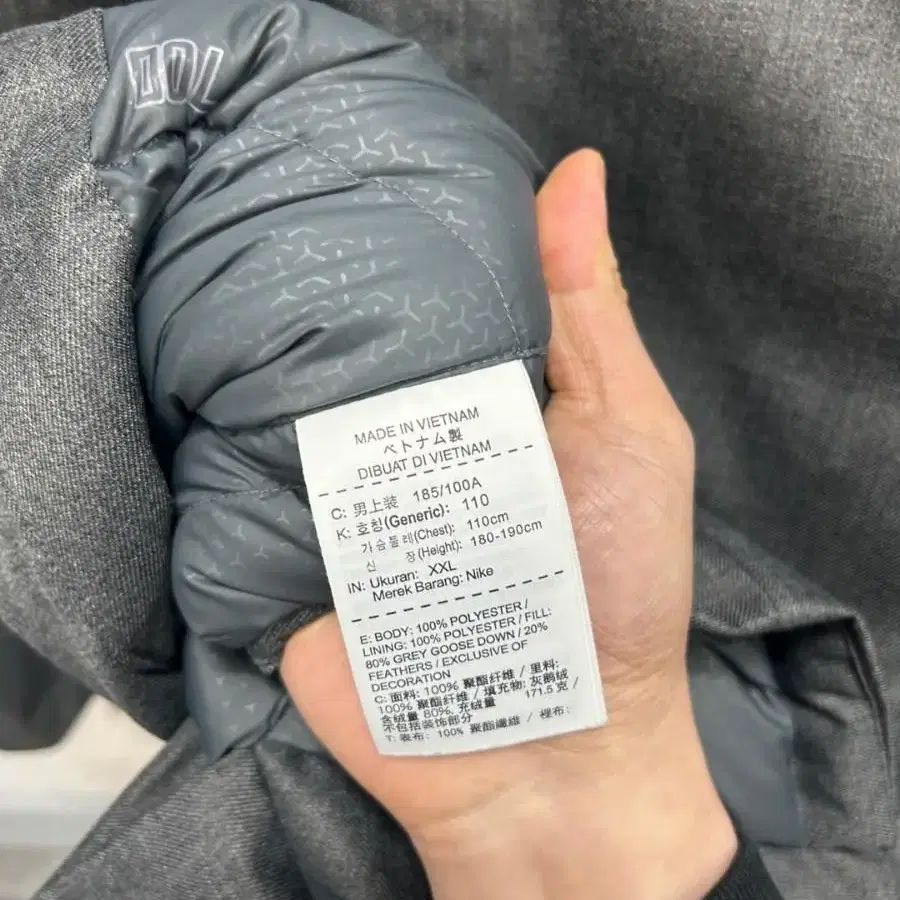 MADE IN VIETNAM
ベトナム製
DIBUAT DI VIETNAM
C: 男上装 185/100A
K: 호칭(Generic): 110
가슴둘레(Chest): 110cm
신 장(Height): 180-190cm
IN: Ukuran: XXL
Merek Barang: Nike
E: BODY: 100% POLYESTER /
LINING: 100% POLYESTER / FILL:
80% GREY GOOSE DOWN / 20%
FEATHERS / EXCLUSIVE OF
DECORATION
C: 面料: 100% 聚酯纤维 / 里料:
100% 聚酯纤维 / 填充物: 灰鹅绒
含绒量 80%, 充绒量 171.5 克 /
不包括装饰部分
T: 表布: 100% 聚酯纖維 / 裡布: